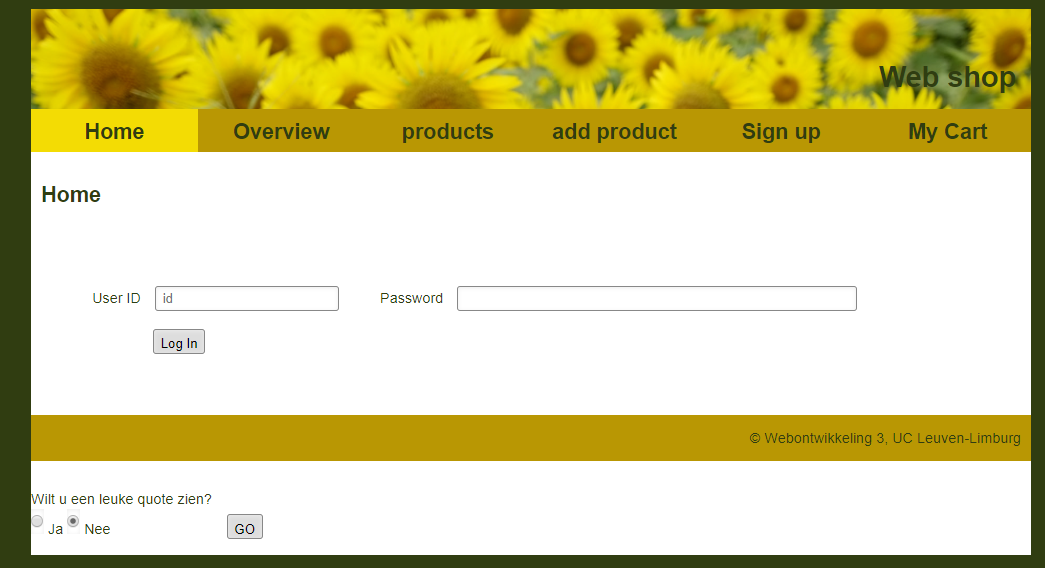 Web shop
Home Overview products add product Sign up My Cart
Home
User ID id Password
Log In
© Webontwikkeling 3, UC Leuven-Limburg
Wilt u een leuke quote zien?
Ja Nee GO